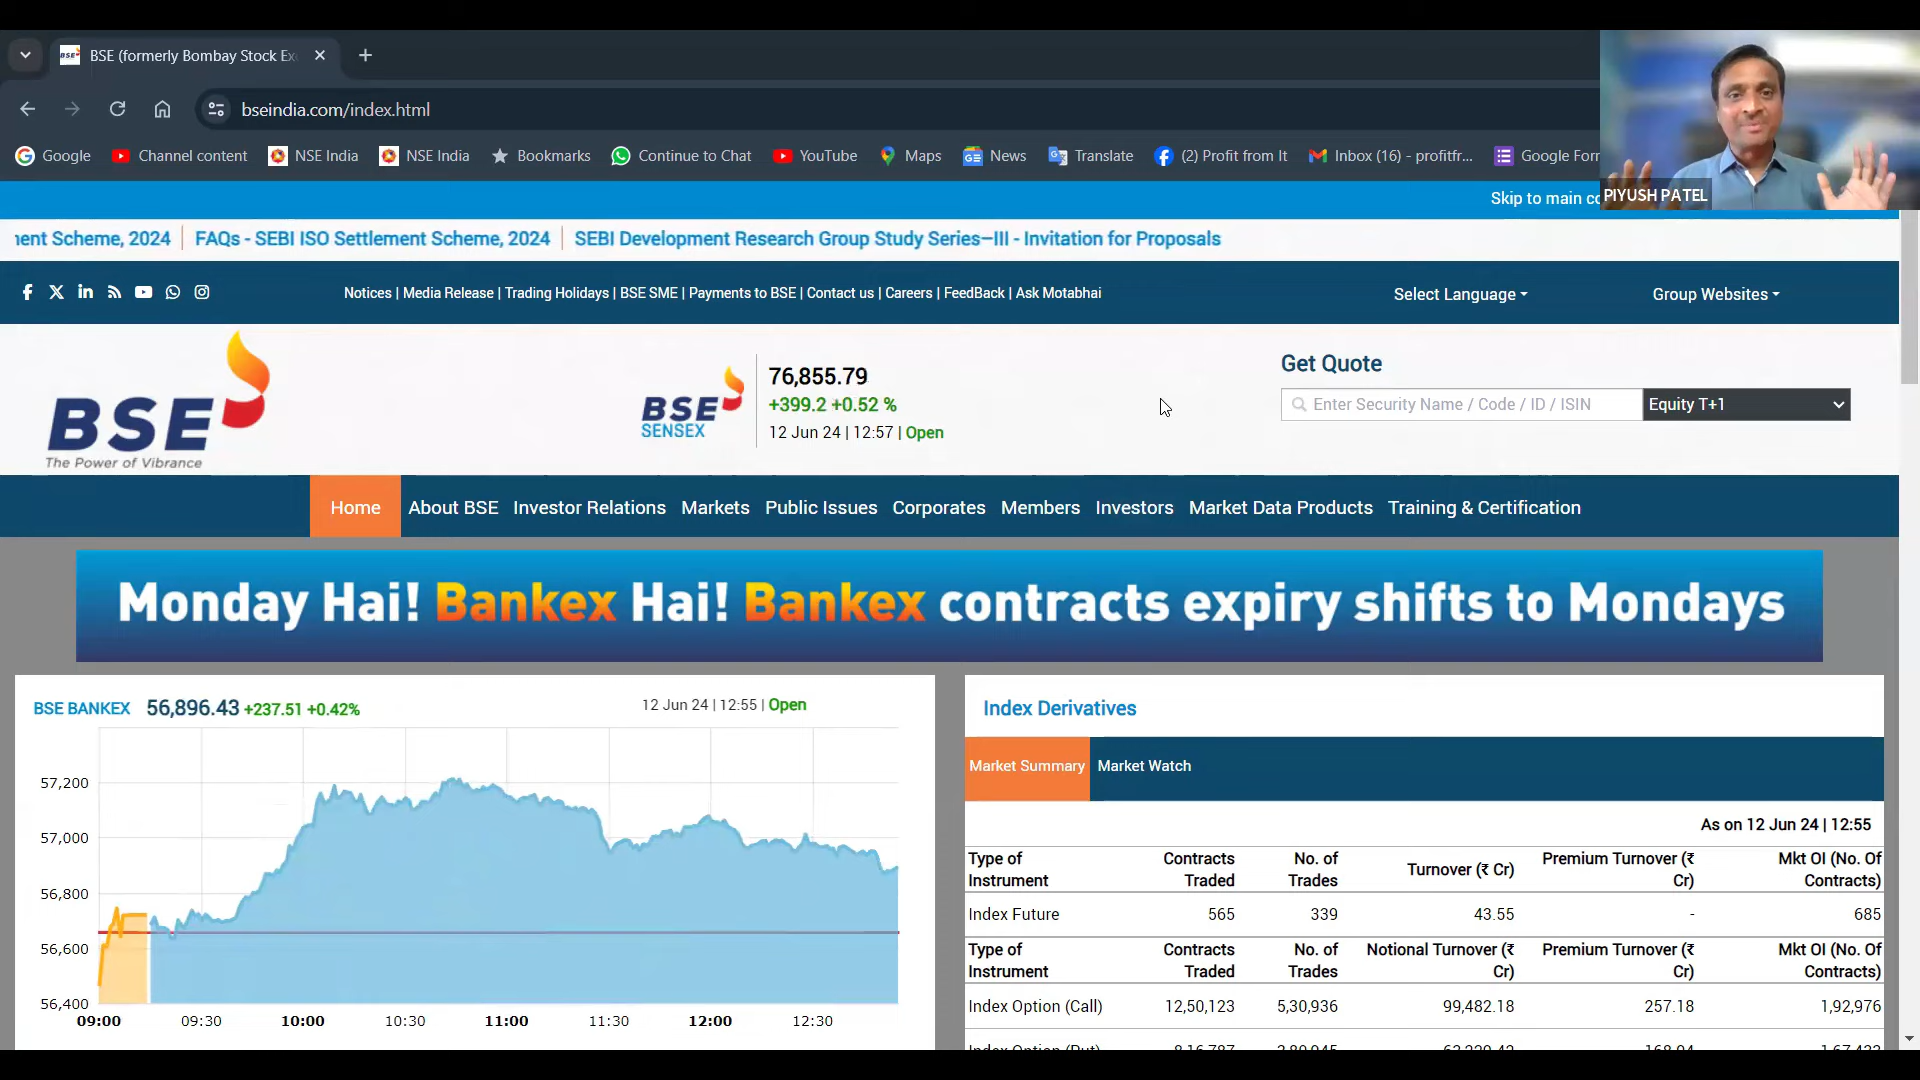 BSE (formerly Bombay Stock Ex
bseindia.com/index.html
Google Channel content NSE India NSE India Bookmarks Continue to Chat YouTube Maps News Translate (2) Profit from It Inbox (16) - profitfr... Google For
PIYUSH PATEL
Skip to main co
nent Scheme, 2024 | FAQs - SEBI ISO Settlement Scheme, 2024 | SEBI Development Research Group Study Series–III - Invitation for Proposals
Notices | Media Release | Trading Holidays | BSE SME | Payments to BSE | Contact us | Careers | FeedBack | Ask Motabhai
Select Language
Group Websites
BSE
The Power of Vibrance
BSE
SENSEX
76,855.79
+399.2 +0.52 %
12 Jun 24 | 12:57 | Open
Get Quote
Enter Security Name / Code / ID / ISIN
Equity T+1
Home About BSE Investor Relations Markets Public Issues Corporates Members Investors Market Data Products Training & Certification
Monday Hai! Bankex Hai! Bankex contracts expiry shifts to Mondays
BSE BANKEX 56,896.43 +237.51 +0.42%
12 Jun 24 | 12:55 | Open
57,200
57,000
56,800
56,600
56,400
09:00 09:30 10:00 10:30 11:00 11:30 12:00 12:30
Index Derivatives
Market Summary Market Watch
As on 12 Jun 24 | 12:55
Type of Instrument Contracts Traded No. of Trades Turnover (₹ Cr) Premium Turnover (₹ Cr) Mkt OI (No. Of Contracts)
Index Future 565 339 43.55 - 685
Type of Instrument Contracts Traded No. of Trades Notional Turnover (₹ Cr) Premium Turnover (₹ Cr) Mkt OI (No. Of Contracts)
Index Option (Call) 12,50,123 5,30,936 99,482.18 257.18 1,92,976
Index Option (Put)